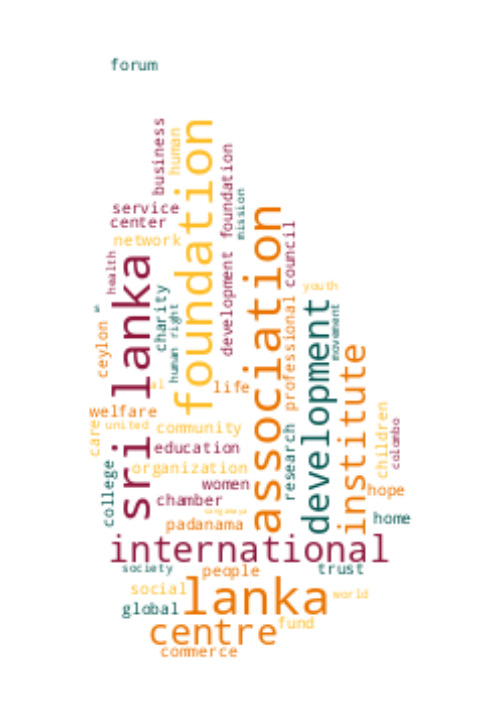 forum
business
human
foundation
development foundation
mission
service
center
network
association
council
health
sri lanka
charity
human right
youth
ceylon
professional
development
movement
institute
life
welfare
care
united
community
children
colombo
education
research
organization
college
women
hope
chamber
padanama
home
international
society
people
trust
social
lanka
world
global
centre
fund
commerce